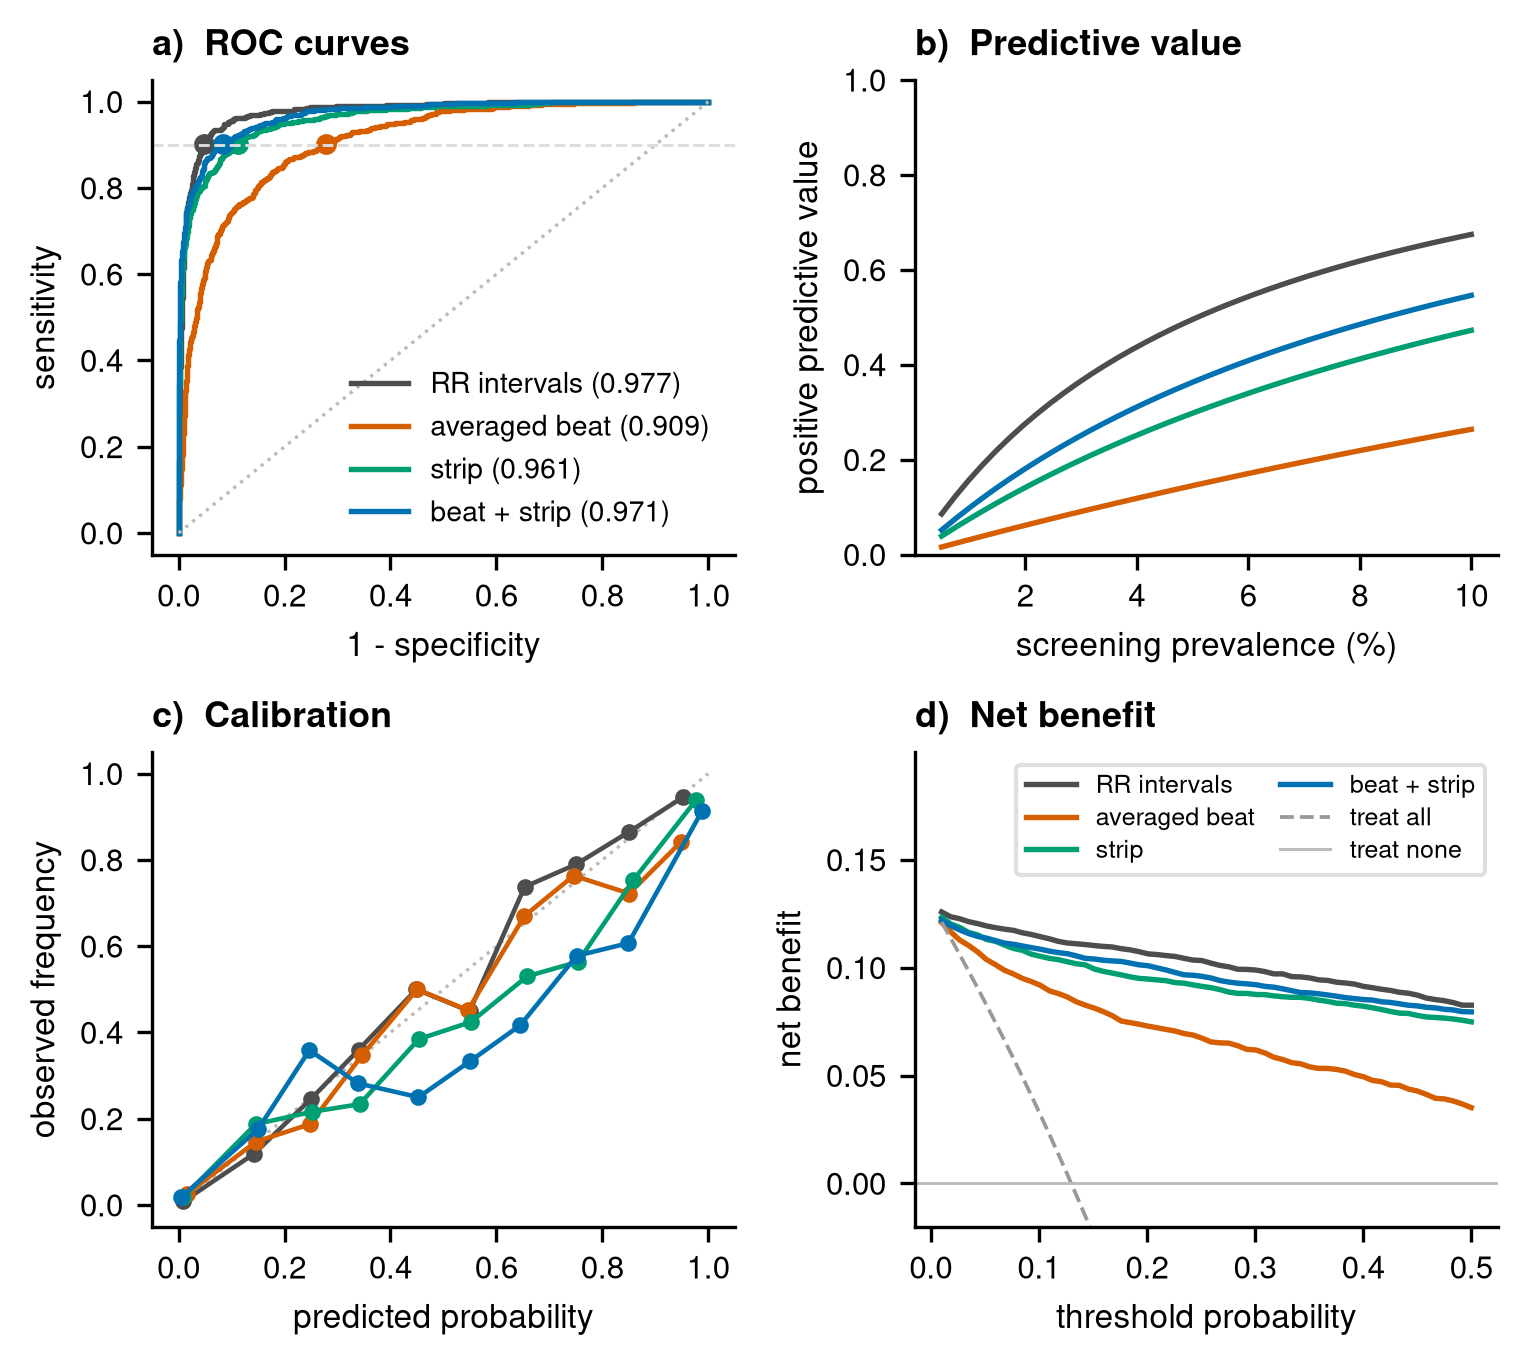 a) ROC curves
1.0
0.8
0.6
0.4
0.2
0.0
sensitivity
RR intervals (0.977)
averaged beat (0.909)
strip (0.961)
beat + strip (0.971)
0.0 0.2 0.4 0.6 0.8 1.0
1 - specificity
b) Predictive value
1.0
0.8
0.6
0.4
0.2
0.0
positive predictive value
2 4 6 8 10
screening prevalence (%)
c) Calibration
1.0
0.8
0.6
0.4
0.2
0.0
observed frequency
0.0 0.2 0.4 0.6 0.8 1.0
predicted probability
d) Net benefit
RR intervals
averaged beat
strip
beat + strip
treat all
treat none
0.15
0.10
0.05
0.00
net benefit
0.0 0.1 0.2 0.3 0.4 0.5
threshold probability